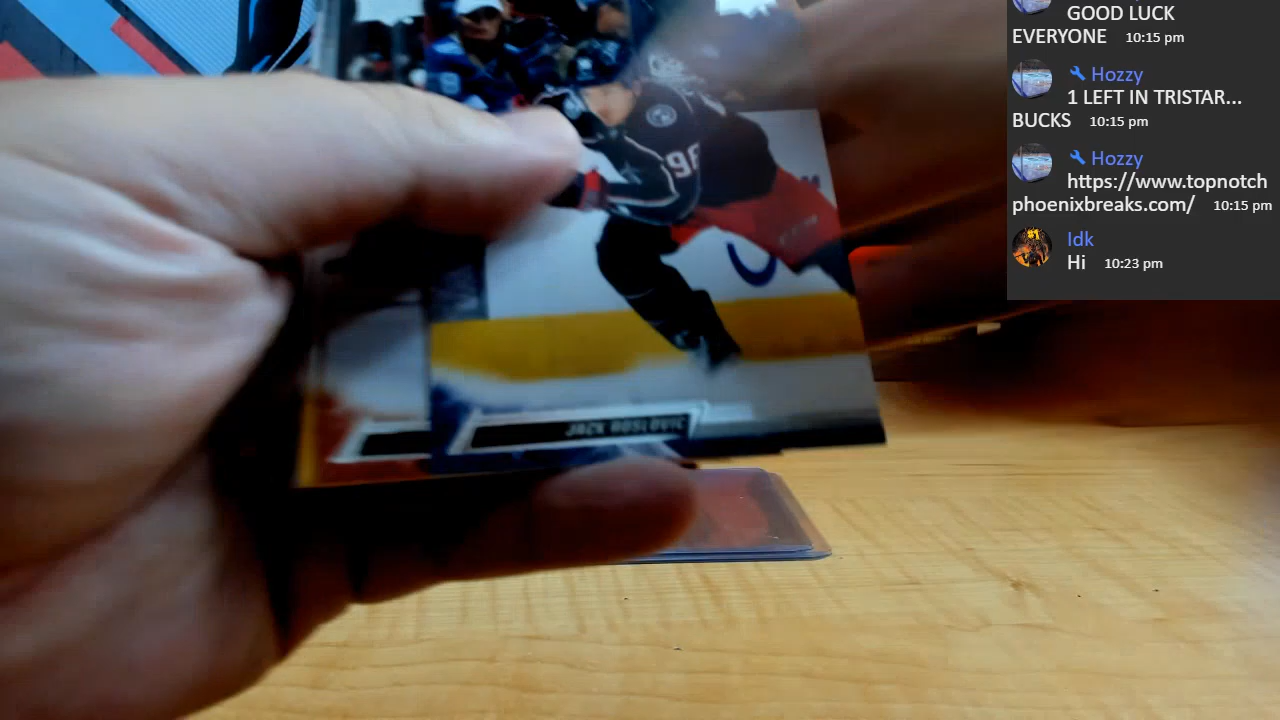 GOOD LUCK
EVERYONE 10:15 pm
Hozzy
1 LEFT IN TRISTAR...
BUCKS 10:15 pm
Hozzy
https://www.topnotch
phoenixbreaks.com/ 10:15 pm
Idk
Hi 10:23 pm
96
JACK ROSLOVIC